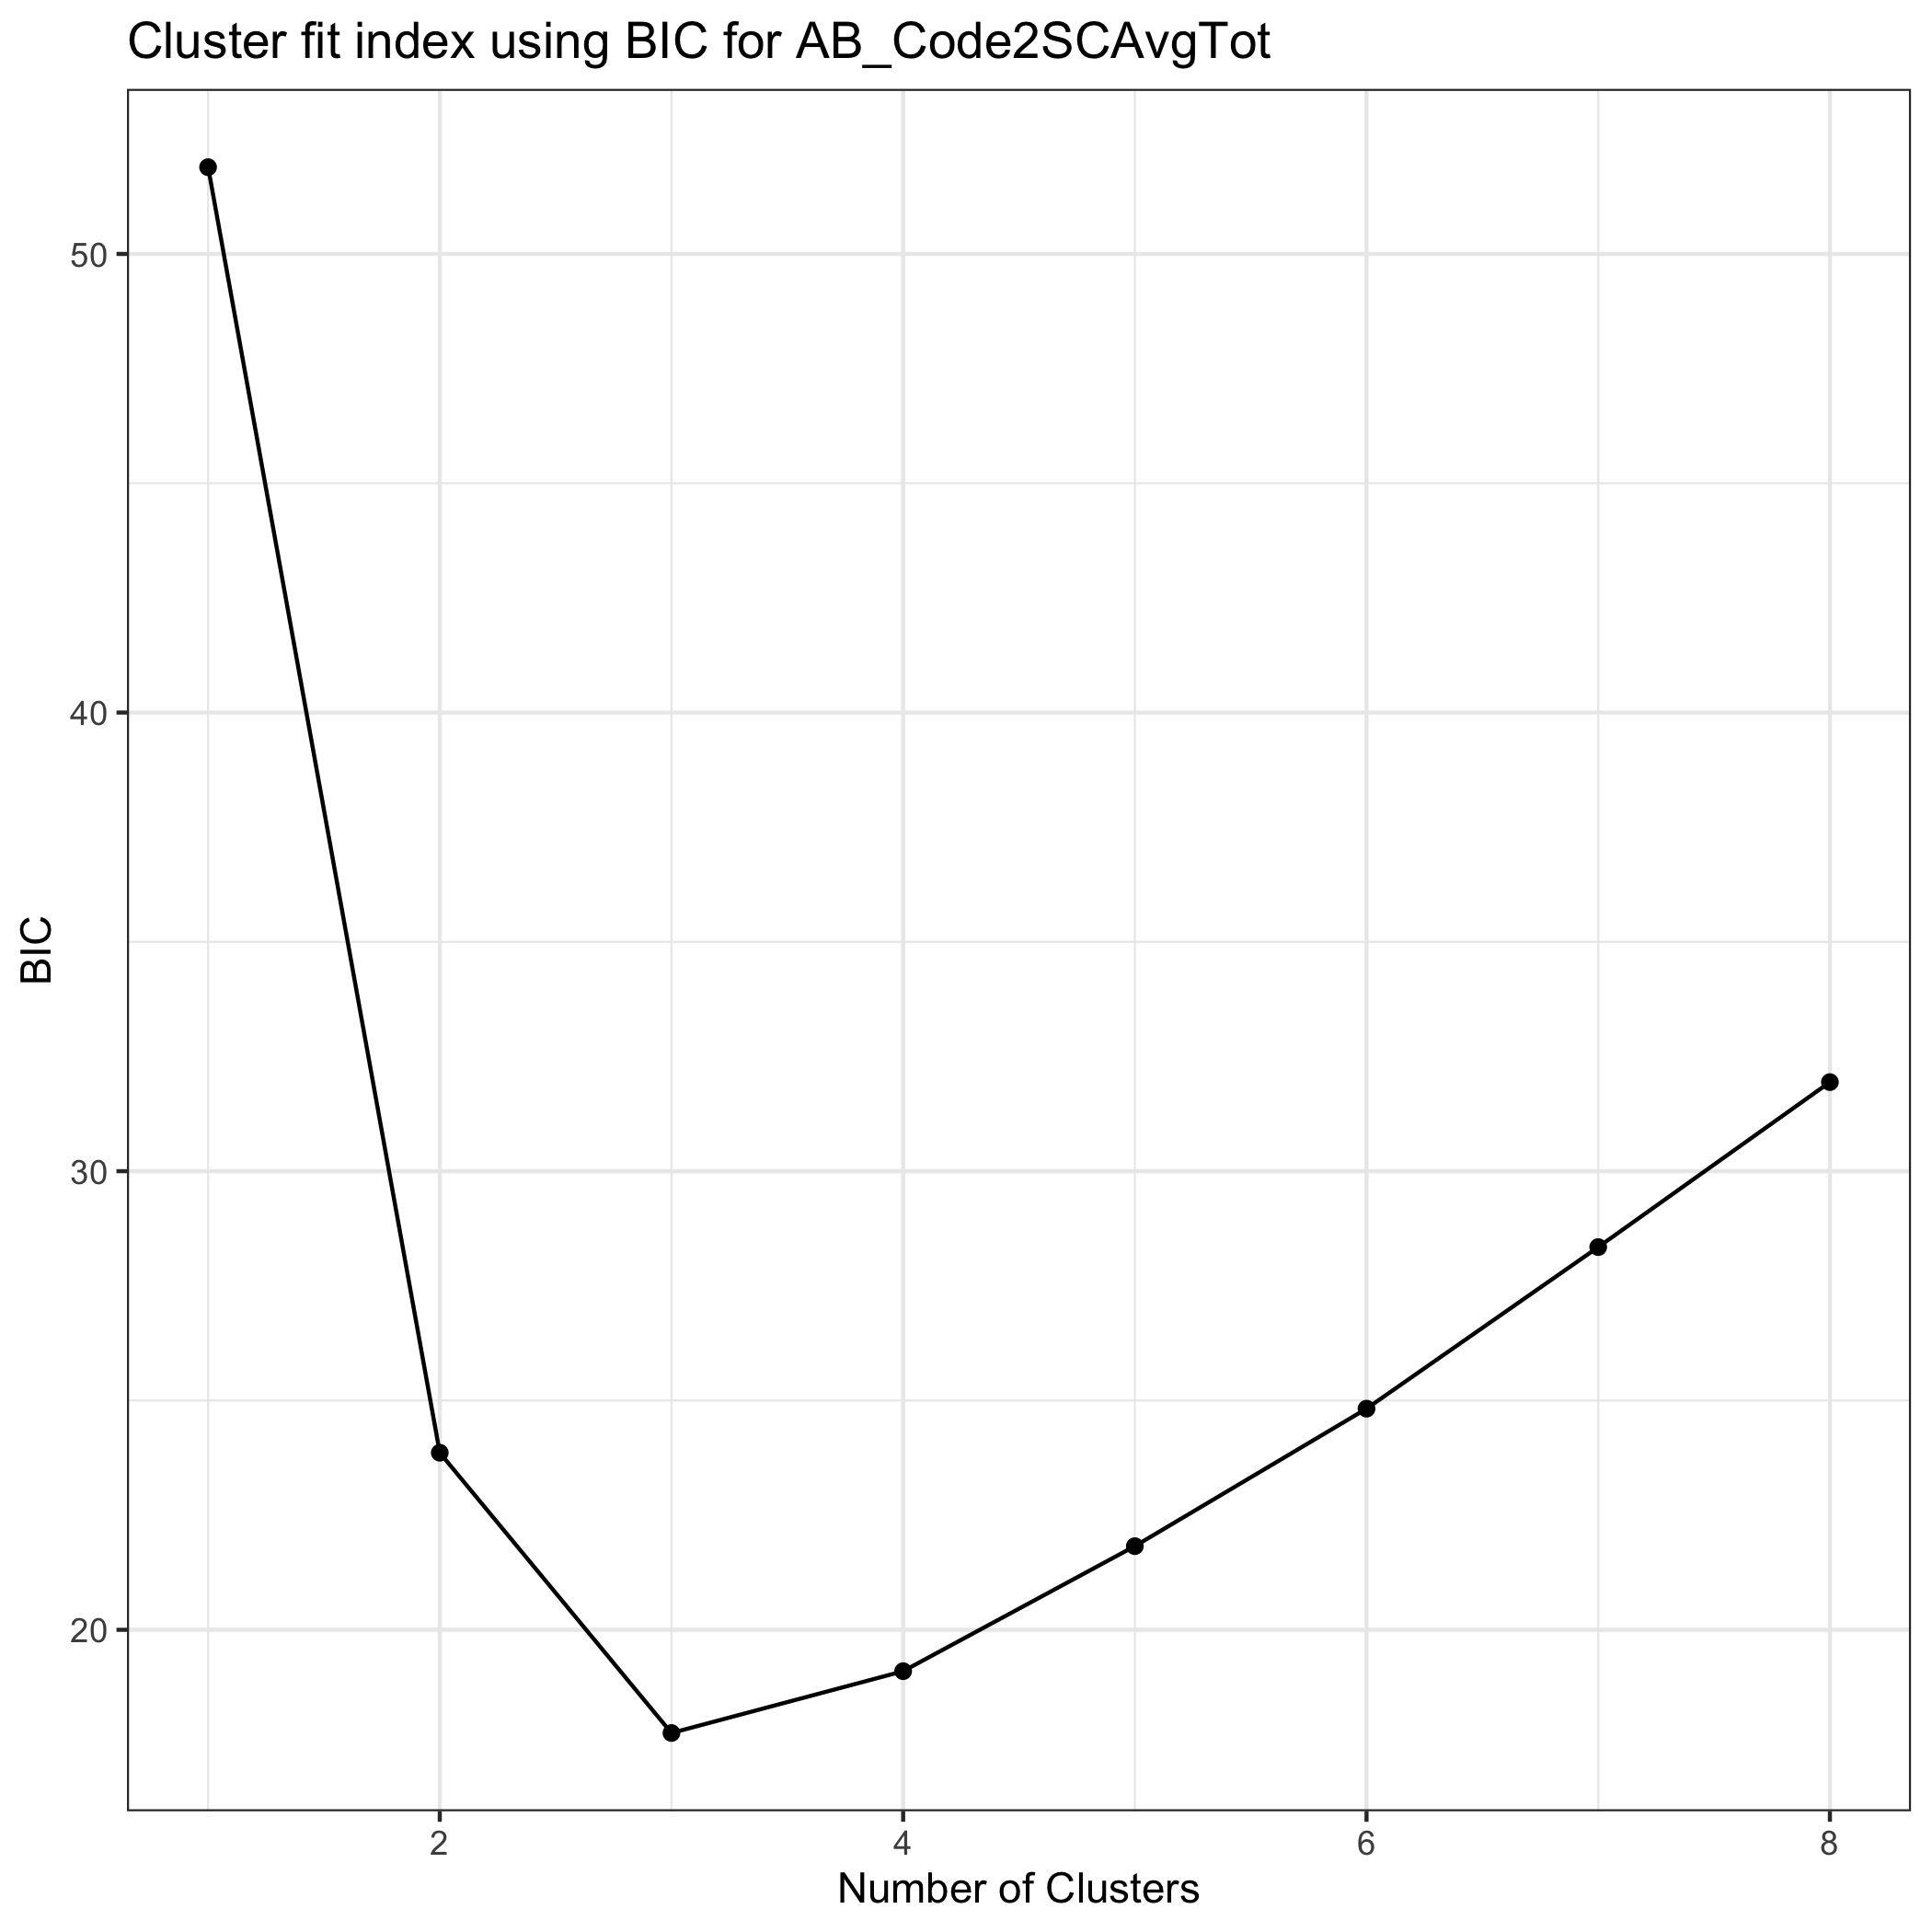 Cluster fit index using BIC for AB_Code2SCAvgTot
50
40
30
20
BIC
2 4 6 8
Number of Clusters